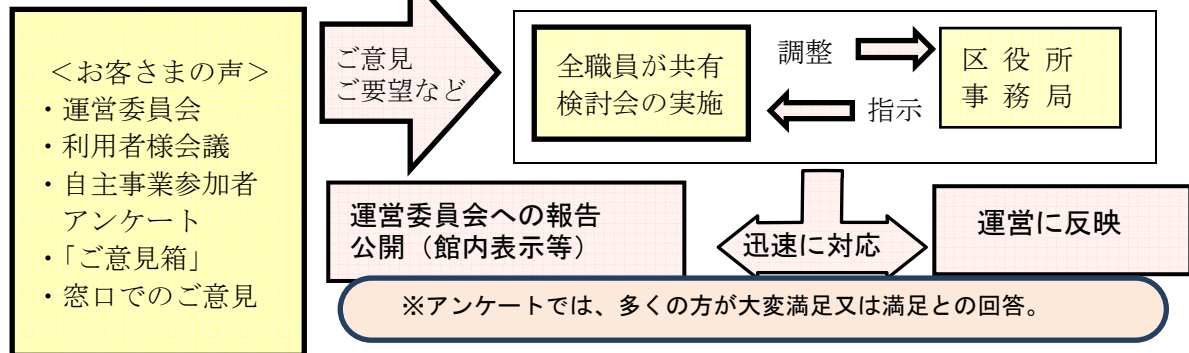 ＜お客さまの声＞
・運営委員会
・利用者様会議
・自主事業参加者
アンケート
・「ご意見箱」
・窓口でのご意見
ご意見
ご要望など
全職員が共有
検討会の実施
調整
指示
区役所
事務局
運営委員会への報告
公開（館内表示等）
迅速に対応
運営に反映
※アンケートでは、多くの方が大変満足又は満足との回答。